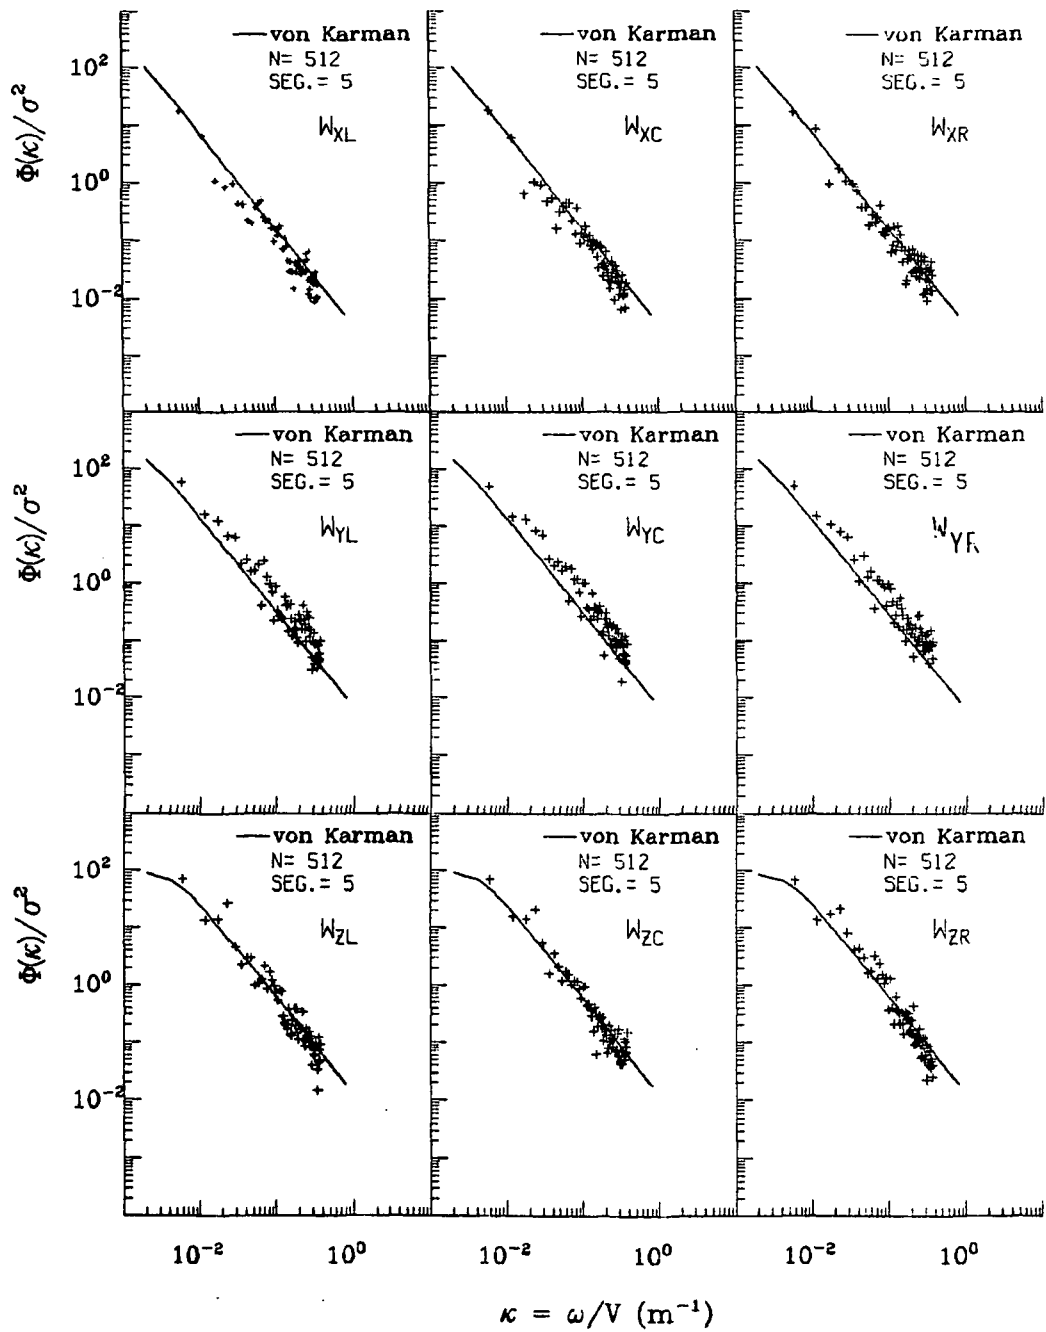 von Karman
N= 512
SEG.= 5
W_XL
von Karman
N= 512
SEG.= 5
W_XC
von Karman
N= 512
SEG.= 5
W_XR
Φ(κ)/σ²
10²
10⁰
10⁻²
von Karman
N= 512
SEG.= 5
W_YL
von Karman
N= 512
SEG.= 5
W_YC
von Karman
N= 512
SEG.= 5
W_YR
Φ(κ)/σ²
10²
10⁰
10⁻²
von Karman
N= 512
SEG.= 5
W_ZL
von Karman
N= 512
SEG.= 5
W_ZC
von Karman
N= 512
SEG.= 5
W_ZR
Φ(κ)/σ²
10²
10⁰
10⁻²
10⁻² 10⁰ 10⁻² 10⁰ 10⁻² 10⁰
κ = ω/V (m⁻¹)